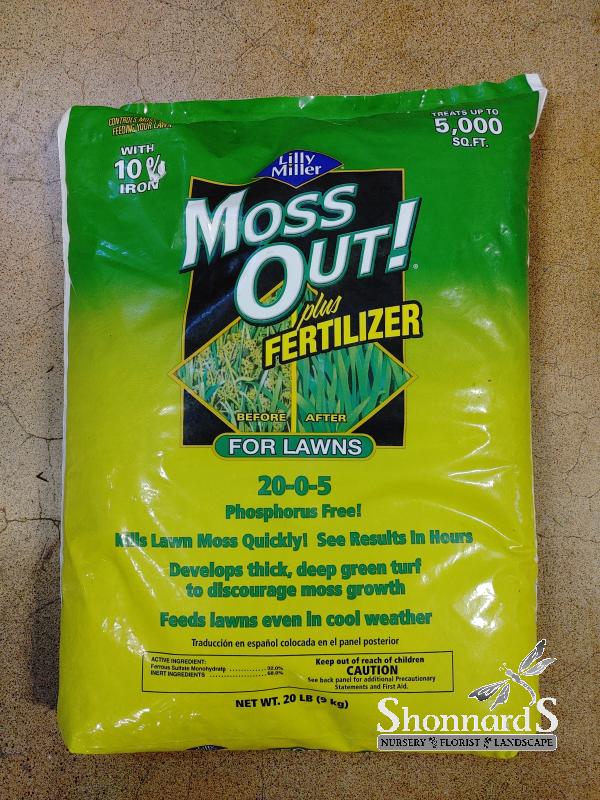 CONTROLS MOSS
FEEDING YOUR LAWN
TREATS UP TO
5,000
SQ.FT.
WITH
10%
IRON
Lilly
Miller
MOSS
OUT!
plus
FERTILIZER
BEFORE AFTER
FOR LAWNS
20-0-5
Phosphorus Free!
Kills Lawn Moss Quickly! See Results In Hours
Develops thick, deep green turf
to discourage moss growth
Feeds lawns even in cool weather
Traducción en español colocada en el panel posterior
ACTIVE INGREDIENT:
Ferrous Sulfate Monohydrate
INERT INGREDIENTS
Keep out of reach of children
CAUTION
See back panel for additional Precautionary
Statements and First Aid.
NET WT. 20 LB (9 kg)
Shonnard's
NURSERY FLORIST LANDSCAPE